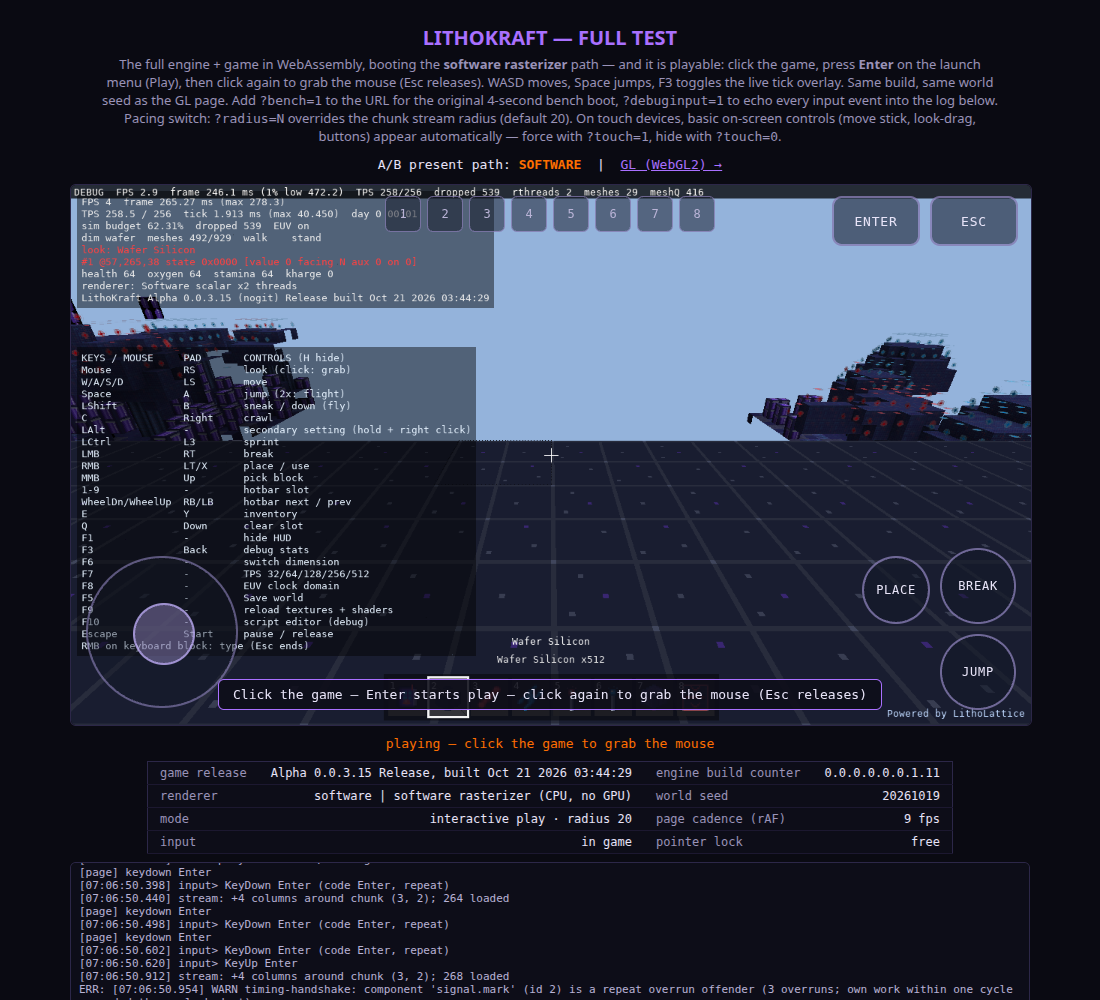 LITHOKRAFT — FULL TEST
The full engine + game in WebAssembly, booting the software rasterizer path — and it is playable: click the game, press Enter on the launch
menu (Play), then click again to grab the mouse (Esc releases). WASD moves, Space jumps, F3 toggles the live tick overlay. Same build, same world
seed as the GL page. Add ?bench=1 to the URL for the original 4-second bench boot, ?debuginput=1 to echo every input event into the log below.
Pacing switch: ?radius=N overrides the chunk stream radius (default 20). On touch devices, basic on-screen controls (move stick, look-drag,
buttons) appear automatically — force with ?touch=1, hide with ?touch=0.
A/B present path: SOFTWARE | GL (WebGL2) →
DEBUG FPS 2.9 frame 246.1 ms (1% low 472.2) TPS 258/256 dropped 539 rthreads 2 meshes 29 meshQ 416
FPS 4 frame 265.27 ms (max 278.3)
TPS 258.5 / 256 tick 1.913 ms (max 40.450) day 0
1 2 3 4 5 6 7 8
ENTER ESC
sim budget 62.31% dropped 539 EUV on
dim wafer meshes 492/929 walk stand
look: Wafer Silicon
#1 @57,265,38 state 0x0000 [value 0 facing N aux 0 on 0]
health 64 oxygen 64 stamina 64 kharge 0
renderer: Software scalar x2 threads
LithoKraft Alpha 0.0.3.15 (nogit) Release built Oct 21 2026 03:44:29
KEYS / MOUSE PAD CONTROLS (H hide)
Mouse RS look (click: grab)
W/A/S/D LS move
Space A jump (2x: flight)
LShift B sneak / down (fly)
C Right crawl
LAlt - secondary setting (hold + right click)
LCtrl L3 sprint
LMB RT break
RMB LT/X place / use
MMB Up pick block
1-9 - hotbar slot
WheelDn/WheelUp RB/LB hotbar next / prev
E Y inventory
Q Down clear slot
F1 - hide HUD
F3 Back debug stats
F6 - switch dimension
F7 - TPS 32/64/128/256/512
F8 - EUV clock domain
F5 - Save world
F9 - reload textures + shaders
F10 - script editor (debug)
Escape Start pause / release
RMB on keyboard block: type (Esc ends)
PLACE BREAK
JUMP
Wafer Silicon
Wafer Silicon x512
Click the game — Enter starts play — click again to grab the mouse (Esc releases)
Powered by LithoLattice
playing — click the game to grab the mouse
game release Alpha 0.0.3.15 Release, built Oct 21 2026 03:44:29 engine build counter 0.0.0.0.0.0.1.11
renderer software | software rasterizer (CPU, no GPU) world seed 20261019
mode interactive play · radius 20 page cadence (rAF) 9 fps
input in game pointer lock free
[page] keydown Enter
[07:06:50.398] input> KeyDown Enter (code Enter, repeat)
[07:06:50.440] stream: +4 columns around chunk (3, 2); 264 loaded
[page] keydown Enter
[07:06:50.498] input> KeyDown Enter (code Enter, repeat)
[page] keydown Enter
[07:06:50.602] input> KeyDown Enter (code Enter, repeat)
[07:06:50.620] input> KeyUp Enter
[07:06:50.912] stream: +4 columns around chunk (3, 2); 268 loaded
ERR: [07:06:50.954] WARN timing-handshake: component 'signal.mark' (id 2) is a repeat overrun offender (3 overruns; own work within one cycle